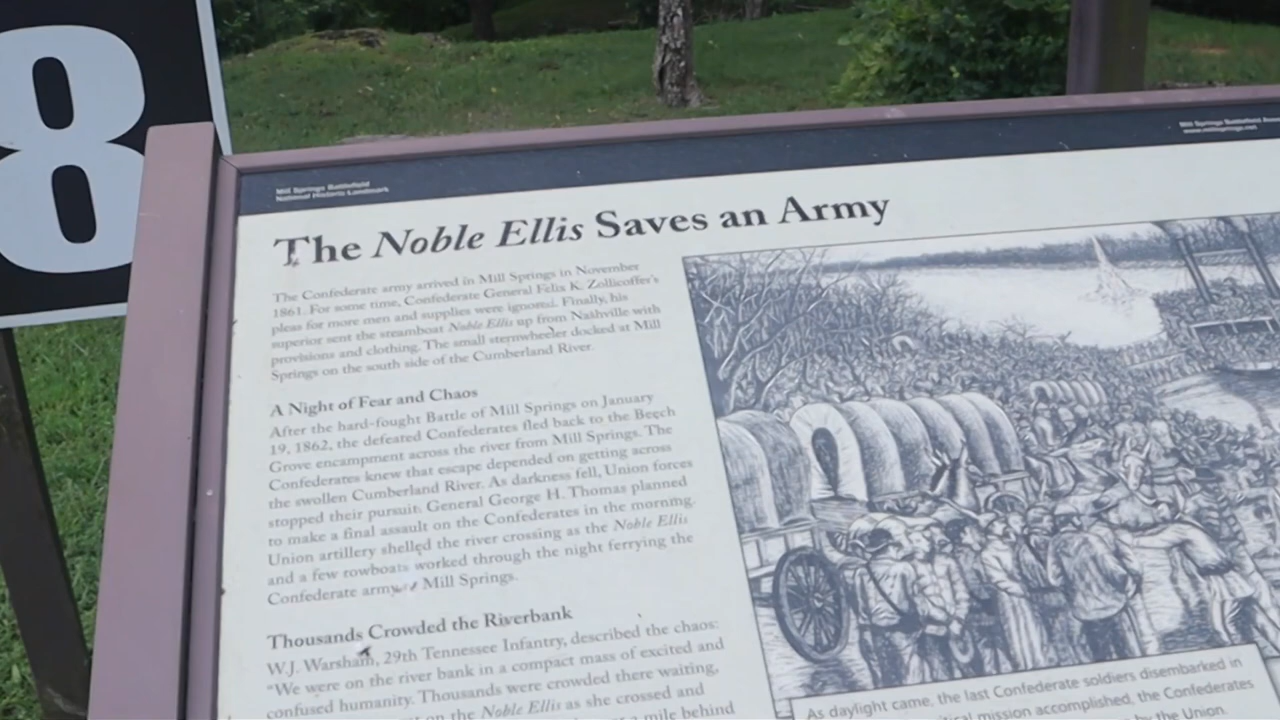 8
Mill Springs Battlefield
National Historic Landmark
Mill Springs Battlefield
www.millsprings.net
The Noble Ellis Saves an Army
The Confederate army arrived in Mill Springs in November
1861. For some time, Confederate General Felix K. Zollicoffer's
pleas for more men and supplies were ignored. Finally, his
superior sent the steamboat Noble Ellis up from Nashville with
provisions and clothing. The small sternwheeler docked at Mill
Springs on the south side of the Cumberland River.
A Night of Fear and Chaos
After the hard-fought Battle of Mill Springs on January
19, 1862, the defeated Confederates fled back to the Beech
Grove encampment across the river from Mill Springs. The
Confederates knew that escape depended on getting across
the swollen Cumberland River. As darkness fell, Union forces
stopped their pursuit. General George H. Thomas planned
to make a final assault on the Confederates in the morning.
Union artillery shelled the river crossing as the Noble Ellis
and a few rowboats worked through the night ferrying the
Confederate army Mill Springs.
Thousands Crowded the Riverbank
W.J. Warsham, 29th Tennessee Infantry, described the chaos:
"We were on the river bank in a compact mass of excited and
confused humanity. Thousands were crowded there waiting,
on the Noble Ellis as she crossed and
a mile behind
As daylight came, the last Confederate soldiers disembarked in
mission accomplished, the Confederates
by the Union.